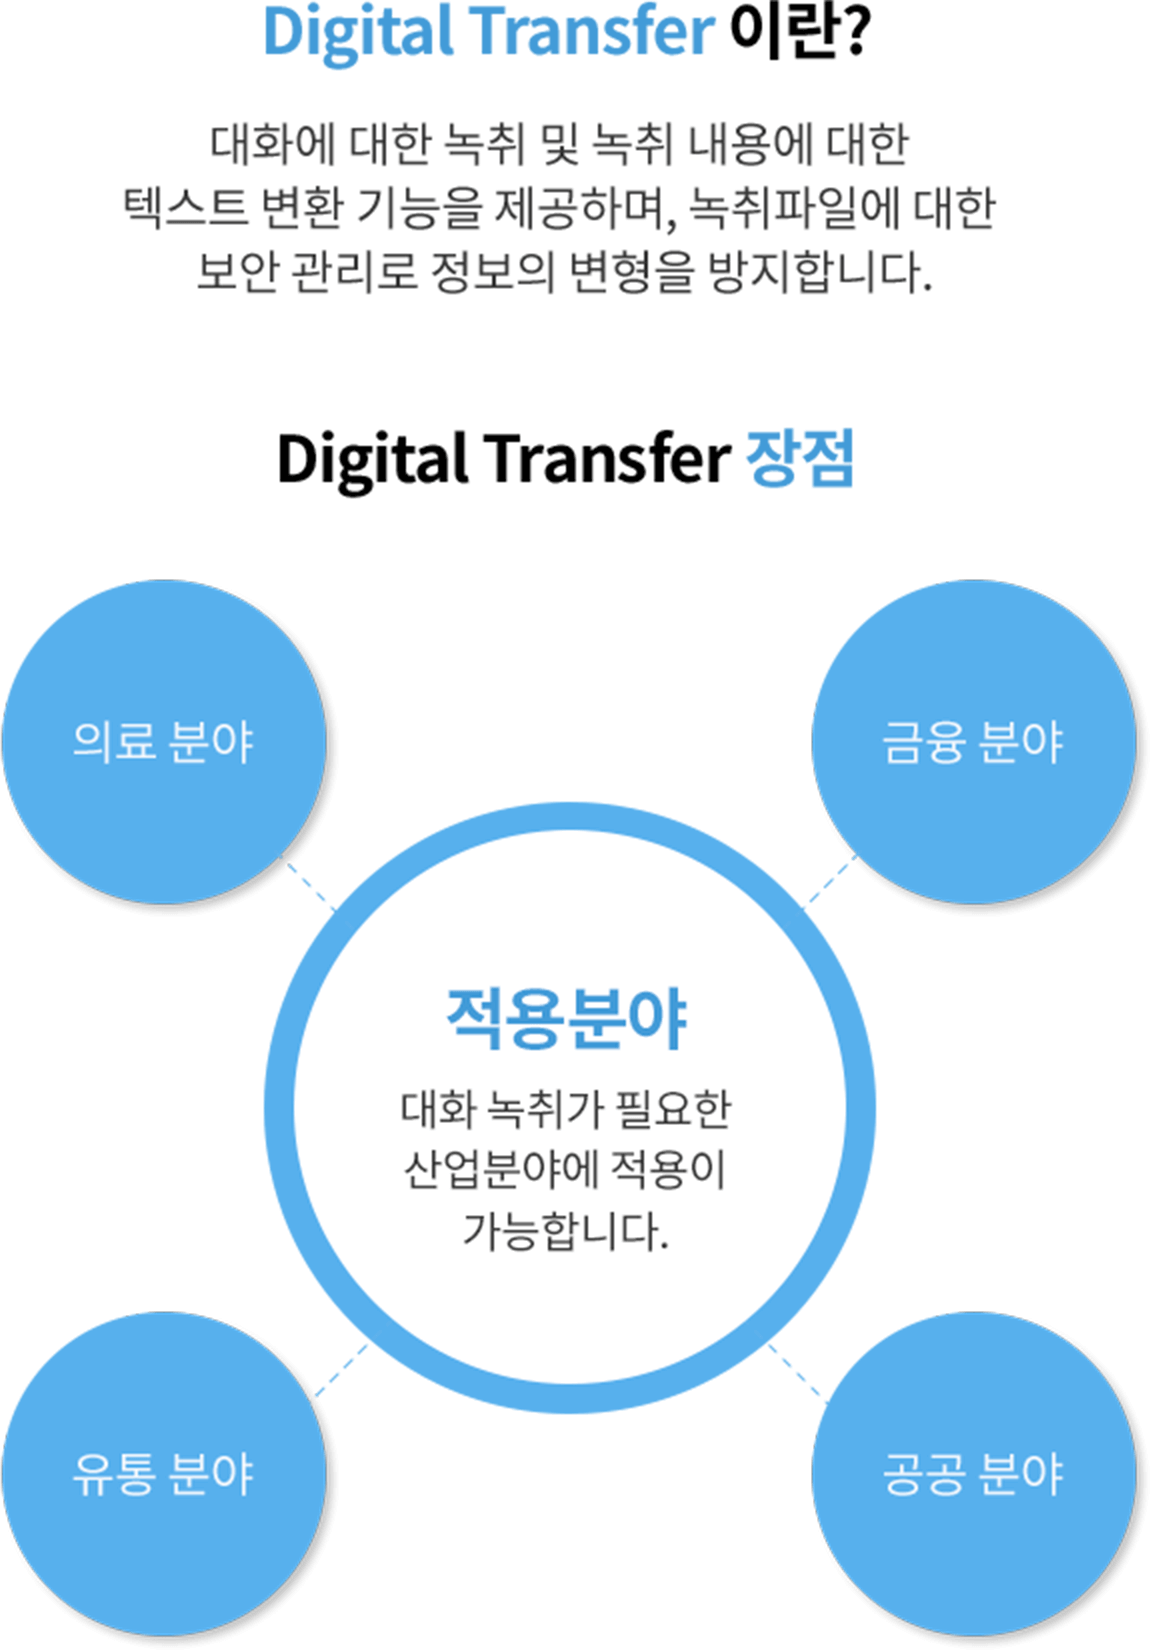 Digital Transfer 이란?
대화에 대한 녹취 및 녹취 내용에 대한
텍스트 변환 기능을 제공하며, 녹취파일에 대한
보안 관리로 정보의 변형을 방지합니다.
Digital Transfer 장점
의료 분야
금융 분야
적용분야
대화 녹취가 필요한
산업분야에 적용이
가능합니다.
유통 분야
공공 분야